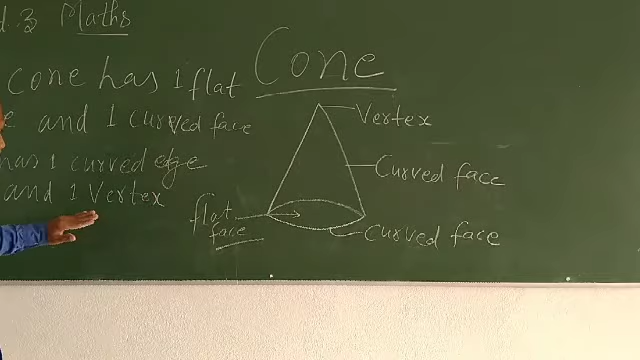 d 3 Maths
Cone
Cone has 1 flat
e and 1 curved face
has 1 curved edge
and 1 Vertex
Vertex
Curved face
flat
face
Curved face